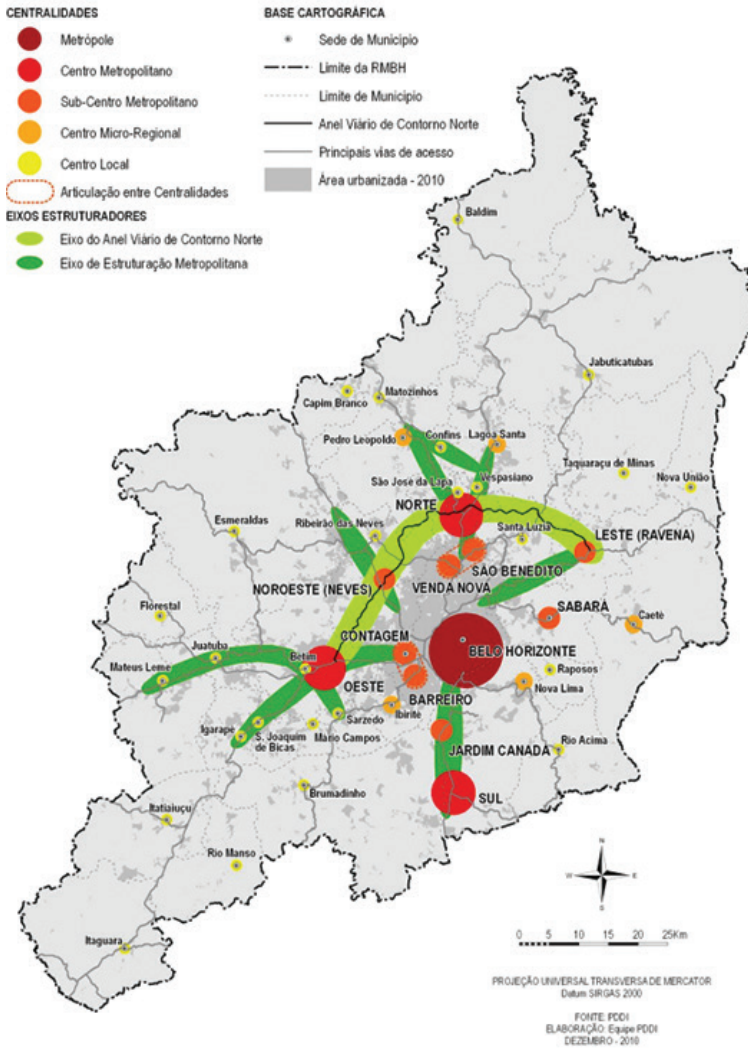 CENTRALIDADES
Metrópole
Centro Metropolitano
Sub-Centro Metropolitano
Centro Micro-Regional
Centro Local
Articulação entre Centralidades
EIXOS ESTRUTURADORES
Eixo do Anel Viário de Contorno Norte
Eixo de Estruturação Metropolitana
BASE CARTOGRÁFICA
Sede de Municipio
Limite da RMBH
Limite de Municipio
Anel Viário de Contorno Norte
Principais vias de acesso
Área urbanizada - 2010
Baldim
Jabuticatubas
Matozinhos
Capim Branco
Pedro Leopoldo
Confins
Lagoa Santa
Taquaraçu de Minas
Nova União
São José da Lapa
Vespasiano
NORTE
Esmeraldas
Ribeirão das Neves
Santa Luzia
LESTE (RAVENA)
SÃO BENEDITO
VENDA NOVA
NOROESTE (NEVES)
Florestal
SABARÁ
Caeté
CONTAGEM
BELO HORIZONTE
Juatuba
Betim
Mateus Leme
Raposos
OESTE
BARREIRO
Nova Lima
Ibirité
Sarzedo
Igarapé
S. Joaquim
de Bicas
Mario Campos
JARDIM CANADÁ
Rio Acima
Brumadinho
SUL
Itatiaiuçu
Rio Manso
Itaguara
N
W
E
S
0 5 10 15 20 25Km
PROJEÇÃO UNIVERSAL TRANSVERSA DE MERCATOR
Datum SIRGAS 2000
FONTE: PDDI
ELABORAÇÃO: Equipe PDDI
DEZEMBRO - 2010